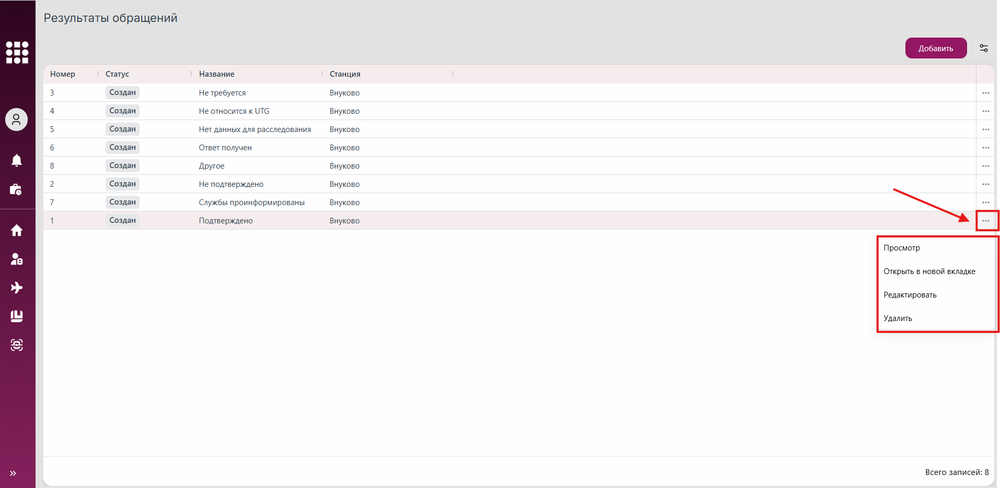 Результаты обращений
Добавить
Номер Статус Название Станция
3 Создан Не требуется Внуково
4 Создан Не относится к UTG Внуково
5 Создан Нет данных для расследования Внуково
6 Создан Ответ получен Внуково
8 Создан Другое Внуково
2 Создан Не подтверждено Внуково
7 Создан Службы проинформированы Внуково
1 Создан Подтверждено Внуково
Просмотр
Открыть в новой вкладке
Редактировать
Удалить
Всего записей: 8